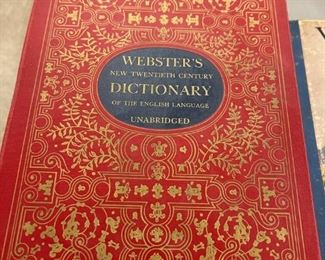 WEBSTER'S
NEW TWENTIETH CENTURY
DICTIONARY
OF THE ENGLISH LANGUAGE
UNABRIDGED